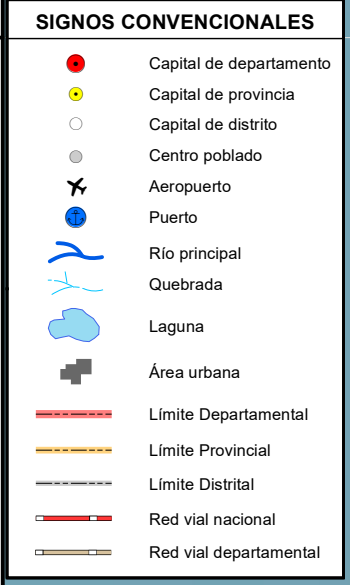 SIGNOS CONVENCIONALES
Capital de departamento
Capital de provincia
Capital de distrito
Centro poblado
Aeropuerto
Puerto
Río principal
Quebrada
Laguna
Área urbana
Límite Departamental
Límite Provincial
Límite Distrital
Red vial nacional
Red vial departamental